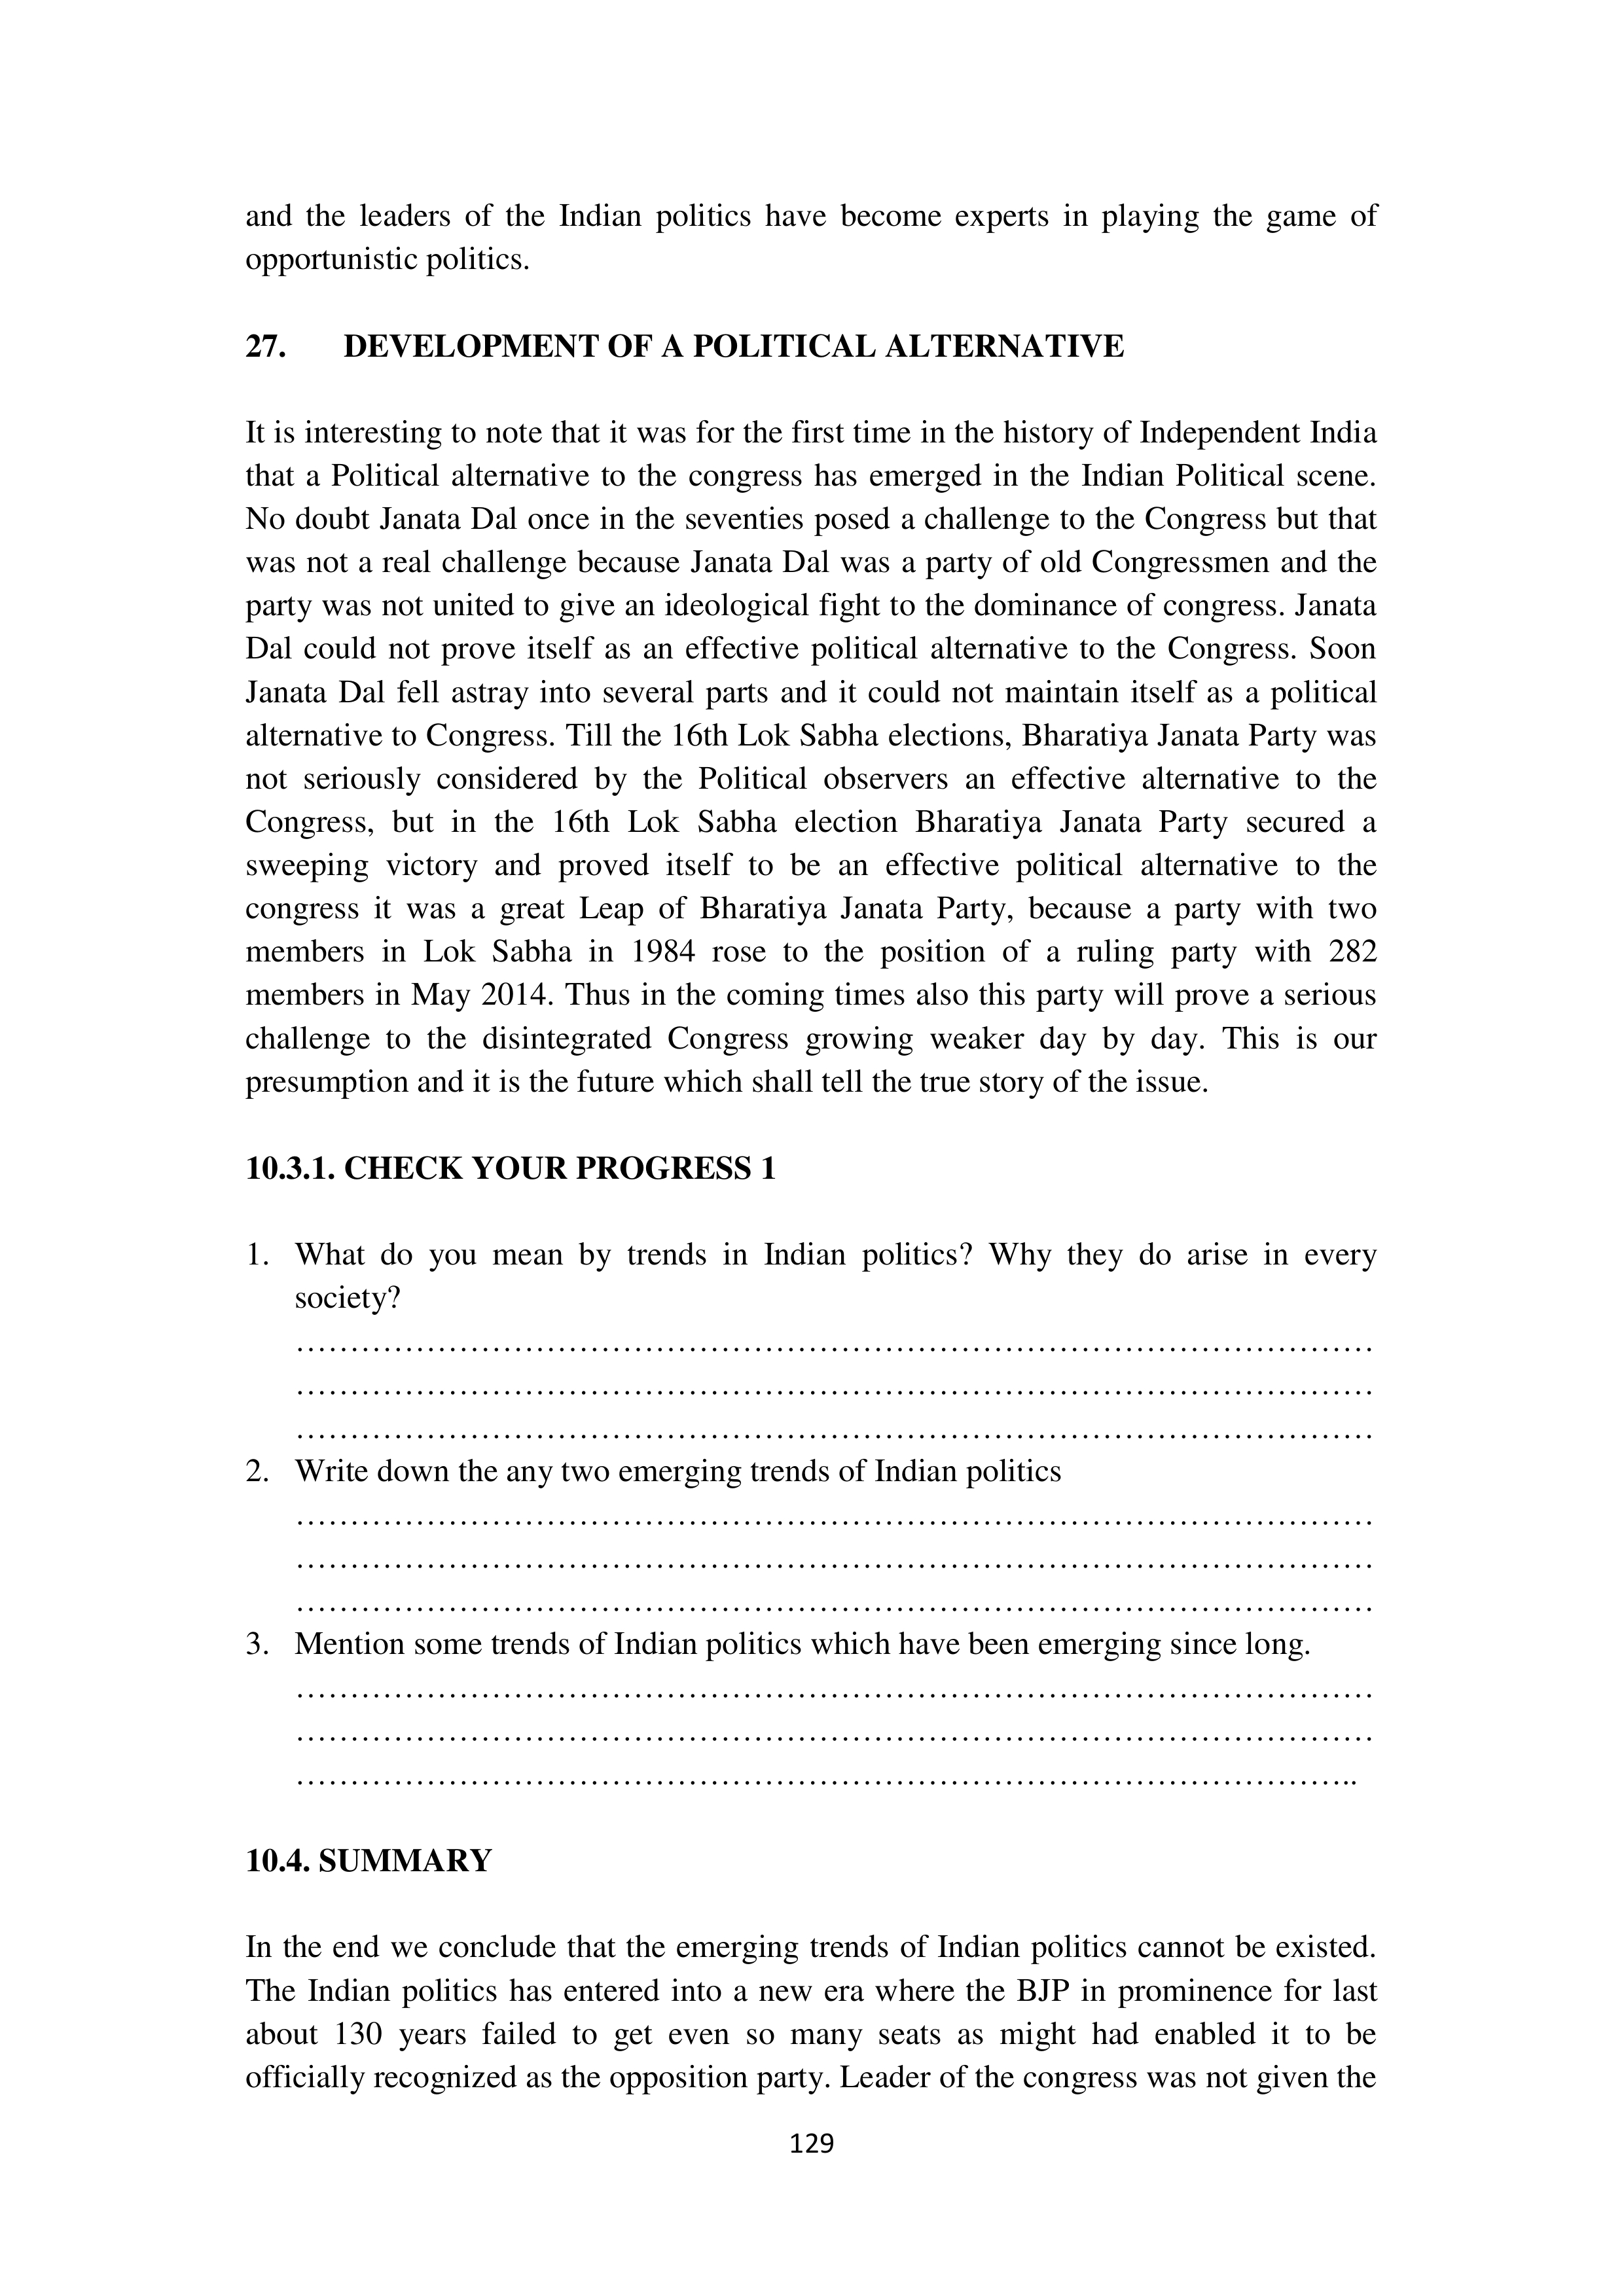 and the leaders of the Indian politics have become experts in playing the game of
opportunistic politics.
27. DEVELOPMENT OF A POLITICAL ALTERNATIVE
It is interesting to note that it was for the first time in the history of Independent India
that a Political alternative to the congress has emerged in the Indian Political scene.
No doubt Janata Dal once in the seventies posed a challenge to the Congress but that
was not a real challenge because Janata Dal was a party of old Congressmen and the
party was not united to give an ideological fight to the dominance of congress. Janata
Dal could not prove itself as an effective political alternative to the Congress. Soon
Janata Dal fell astray into several parts and it could not maintain itself as a political
alternative to Congress. Till the 16th Lok Sabha elections, Bharatiya Janata Party was
not seriously considered by the Political observers an effective alternative to the
Congress, but in the 16th Lok Sabha election Bharatiya Janata Party secured a
sweeping victory and proved itself to be an effective political alternative to the
congress it was a great Leap of Bharatiya Janata Party, because a party with two
members in Lok Sabha in 1984 rose to the position of a ruling party with 282
members in May 2014. Thus in the coming times also this party will prove a serious
challenge to the disintegrated Congress growing weaker day by day. This is our
presumption and it is the future which shall tell the true story of the issue.
10.3.1. CHECK YOUR PROGRESS 1
1. What do you mean by trends in Indian politics? Why they do arise in every
society?
……………………………………………………………………………………
……………………………………………………………………………………
……………………………………………………………………………………
2. Write down the any two emerging trends of Indian politics
……………………………………………………………………………………
……………………………………………………………………………………
……………………………………………………………………………………
3. Mention some trends of Indian politics which have been emerging since long.
……………………………………………………………………………………
……………………………………………………………………………………
…………………………………………………………………………………..
10.4. SUMMARY
In the end we conclude that the emerging trends of Indian politics cannot be existed.
The Indian politics has entered into a new era where the BJP in prominence for last
about 130 years failed to get even so many seats as might had enabled it to be
officially recognized as the opposition party. Leader of the congress was not given the
129